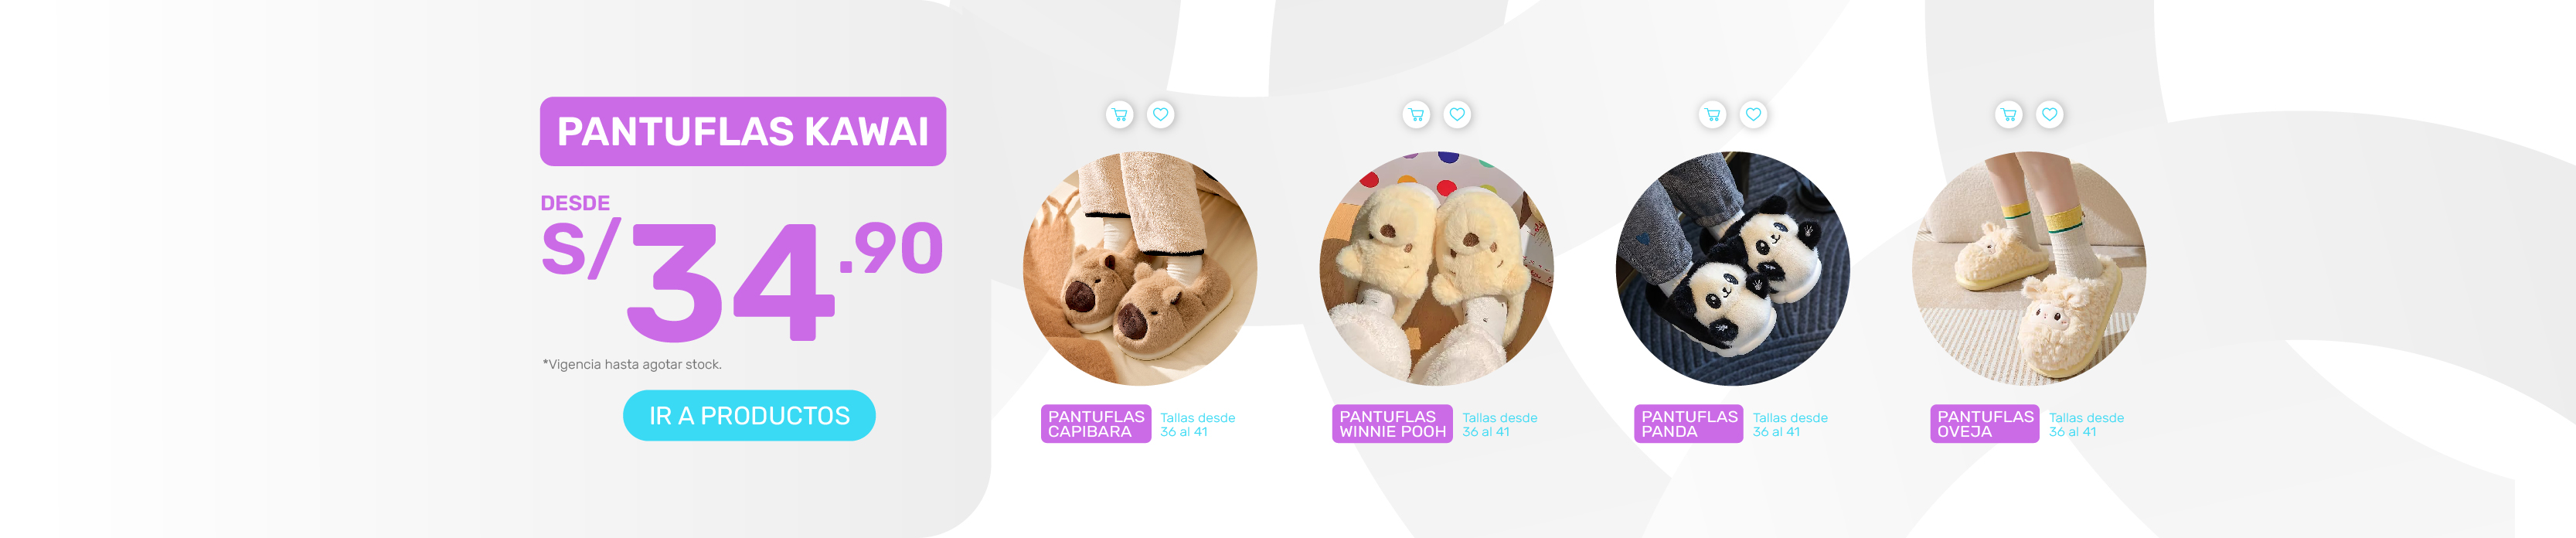 PANTUFLAS KAWAI
DESDE
S/34.90
*Vigencia hasta agotar stock.
IR A PRODUCTOS
PANTUFLAS
CAPIBARA
Tallas desde
36 al 41
PANTUFLAS
WINNIE POOH
Tallas desde
36 al 41
PANTUFLAS
PANDA
Tallas desde
36 al 41
PANTUFLAS
OVEJA
Tallas desde
36 al 41